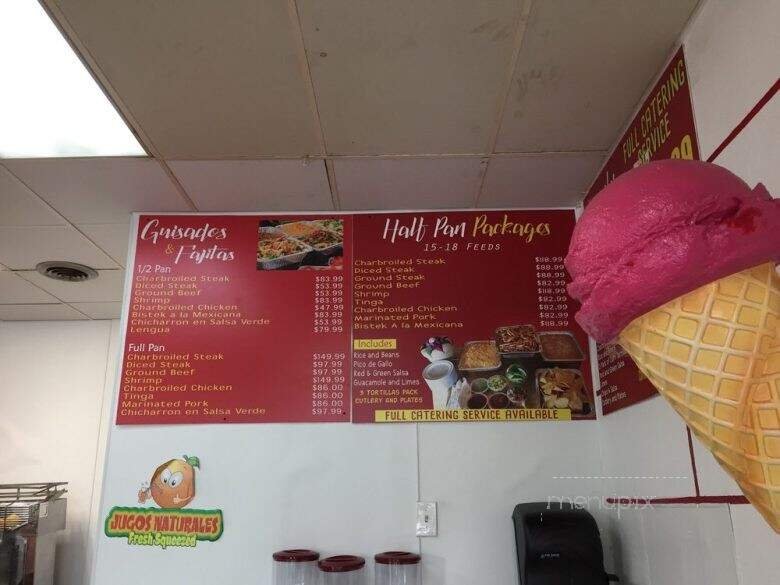 Guisados
& Fajitas
1/2 Pan
Charbroiled Steak $83.99
Diced Steak $53.99
Ground Beef $53.99
Shrimp $83.99
Charbroiled Chicken $47.99
Bistek a la Mexicana $83.99
Chicharron en Salsa Verde $53.99
Lengua $79.99
Full Pan
Charbroiled Steak $149.99
Diced Steak $97.99
Ground Beef $97.99
Shrimp $149.99
Charbroiled Chicken $86.00
Tinga $86.00
Marinated Pork $86.00
Chicharron en Salsa Verde $97.99
Half Pan Packages
15-18 Feeds
Charbroiled Steak $118.99
Diced Steak $88.99
Ground Steak $88.99
Ground Beef $88.99
Shrimp $118.99
Tinga $82.99
Charbroiled Chicken $82.99
Marinated Pork $82.99
Bistek A la Mexicana $118.99
Includes
Rice and Beans
Pico de Gallo
Red & Green Salsa
Guacamole and Limes
3 Tortillas Pack
Cutlery and Plates
FULL CATERING SERVICE AVAILABLE
FULL CATERING
SERVICE
JUGOS NATURALES
Fresh Squeezed
menupix